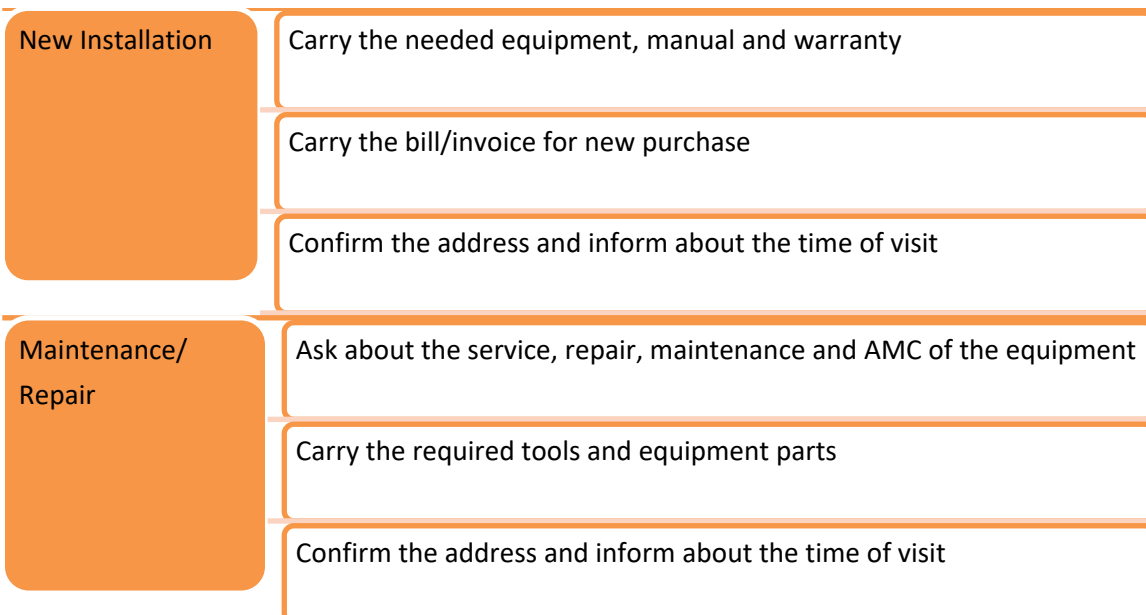 New Installation
Carry the needed equipment, manual and warranty
Carry the bill/invoice for new purchase
Confirm the address and inform about the time of visit
Maintenance/
Repair
Ask about the service, repair, maintenance and AMC of the equipment
Carry the required tools and equipment parts
Confirm the address and inform about the time of visit